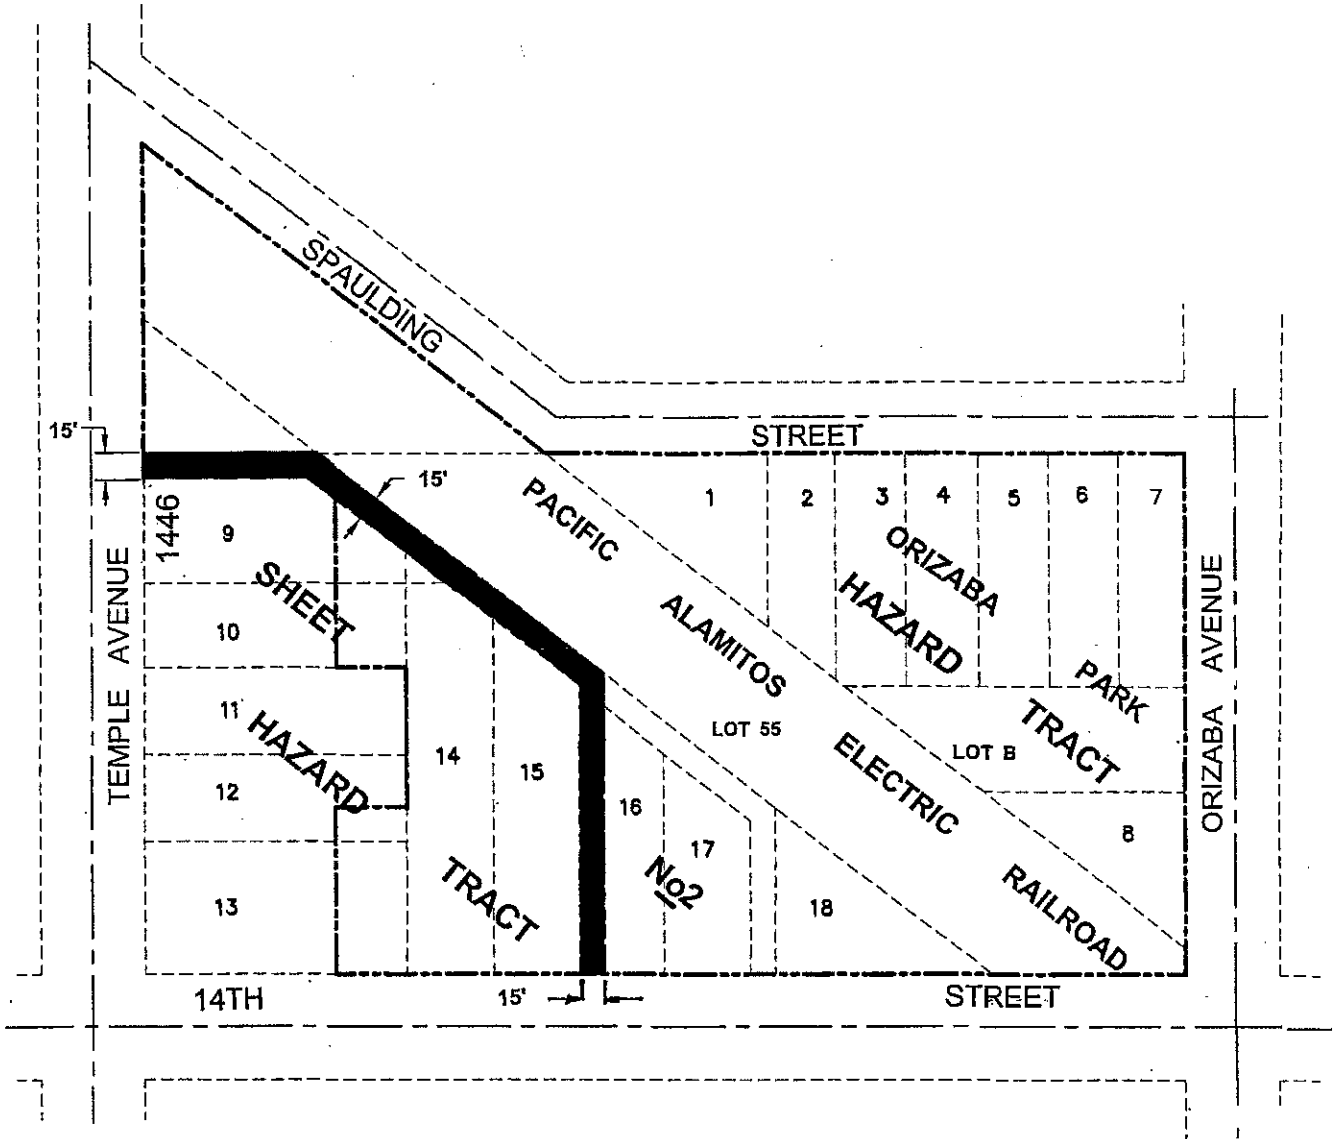 SPAULDING
STREET
15'
15'
PACIFIC
1
2
3
4
5
6
7
1446
9
ORIZABA
SHEET
HAZARD
ALAMITOS
10
PARK
TEMPLE AVENUE
ORIZABA AVENUE
11
HAZARD
LOT 55
TRACT
14
ELECTRIC
LOT B
15
12
16
8
17
No2
TRACT
RAILROAD
13
18
14TH
15'
STREET